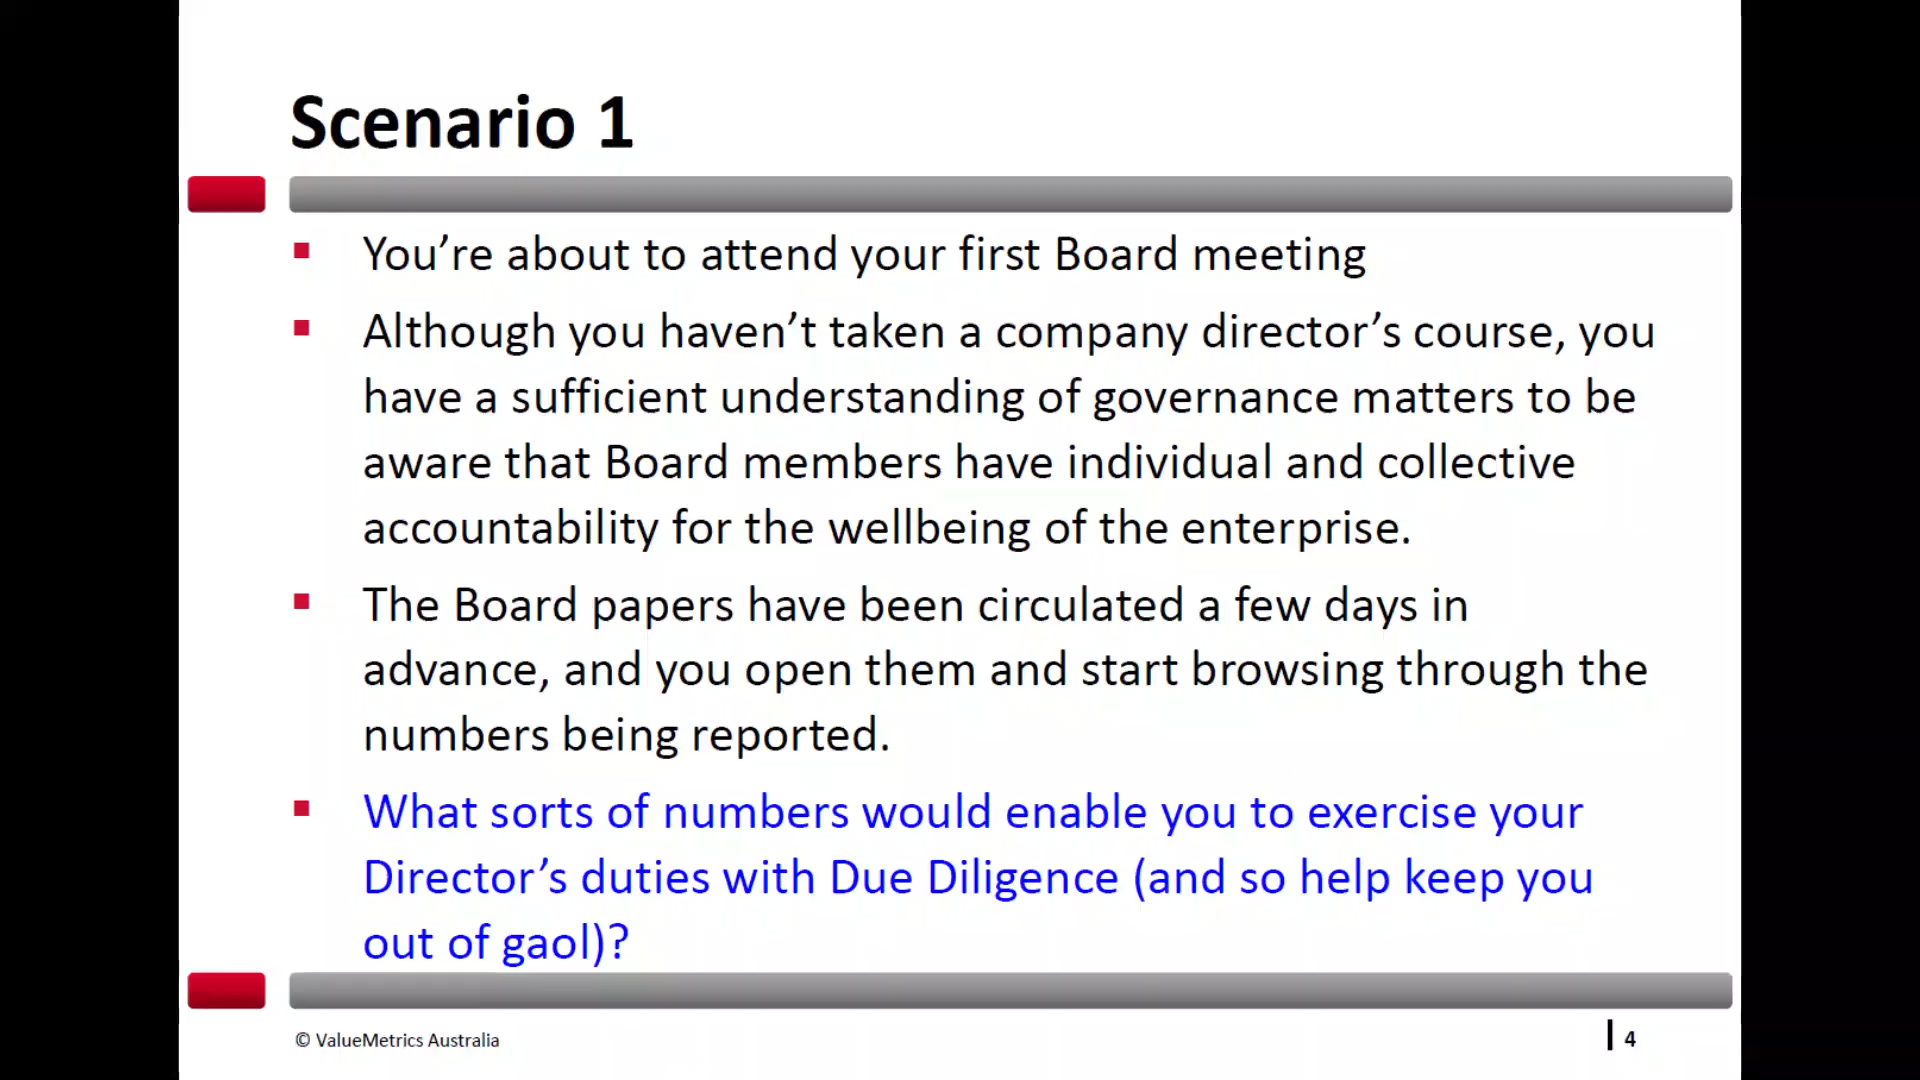 Scenario 1
▪ You’re about to attend your first Board meeting
▪ Although you haven’t taken a company director’s course, you
have a sufficient understanding of governance matters to be
aware that Board members have individual and collective
accountability for the wellbeing of the enterprise.
▪ The Board papers have been circulated a few days in
advance, and you open them and start browsing through the
numbers being reported.
▪ What sorts of numbers would enable you to exercise your
Director’s duties with Due Diligence (and so help keep you
out of gaol)?
© ValueMetrics Australia
4